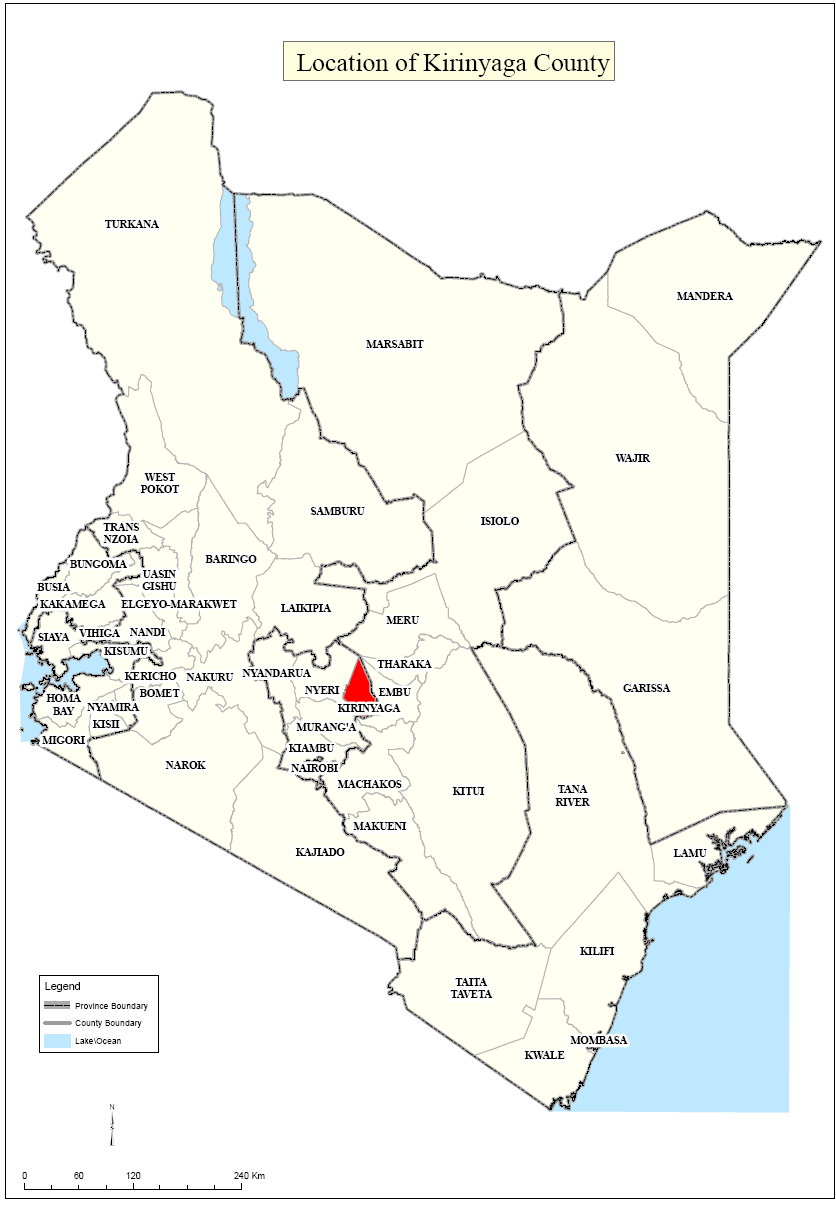 Location of Kirinyaga County
TURKANA
MANDERA
MARSABIT
WAJIR
WEST
POKOT
SAMBURU
ISIOLO
TRANS
NZOIA
BUNGOMA
BARINGO
UASIN
GISHU
BUSIA
KAKAMEGA
ELGEYO-MARAKWET
LAIKIPIA
MERU
SIAYA
VIHIGA
NANDI
KISUMU
THARAKA
KERICHO
NAKURU
NYANDARUA
NYERI
EMBU
GARISSA
BOMET
HOMA
BAY
NYAMIRA
KIRINYAGA
KISII
MURANG'A
MIGORI
KIAMBU
NAROK
NAIROBI
MACHAKOS
KITUI
TANA
RIVER
MAKUENI
KAJIADO
LAMU
KILIFI
TAITA
TAVETA
MOMBASA
KWALE
Legend
Province Boundary
County Boundary
Lake\Ocean
N
S
0 60 120 240 Km